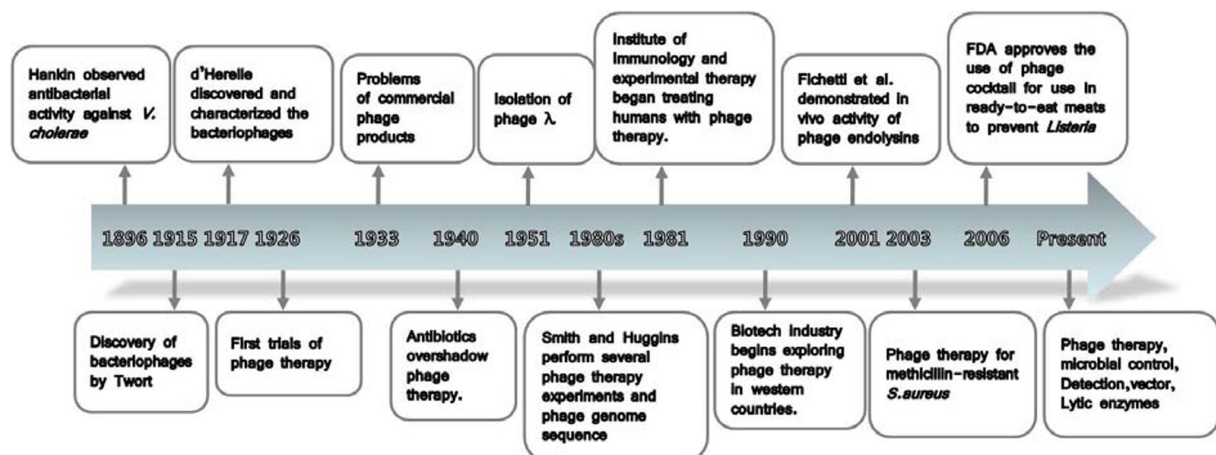 Hankin observed
antibacterial
activity against V.
cholerae
d'Herelle
discovered and
characterized the
bacteriophages
Problems
of commercial
phage
products
Isolation of
phage λ
Institute of
Immunology and
experimental therapy
began treating
humans with phage
therapy.
Fichetti et al.
demonstrated in
vivo activity of
phage endolysins
FDA approves the
use of phage
cocktail for use in
ready-to-eat meats
to prevent Listeria
1896 1915 1917 1926 1933 1940 1951 1980s 1981 1990 2001 2003 2006 Present
Discovery of
bacteriophages
by Twort
First trials of
phage therapy
Antibiotics
overshadow
phage
therapy.
Smith and Huggins
perform several
phage therapy
experiments and
phage genome
sequence
Biotech industry
begins exploring
phage therapy
in western
countries.
Phage therapy for
methicillin-resistant
S.aureus
Phage therapy,
microbial control,
Detection,vector,
Lytic enzymes